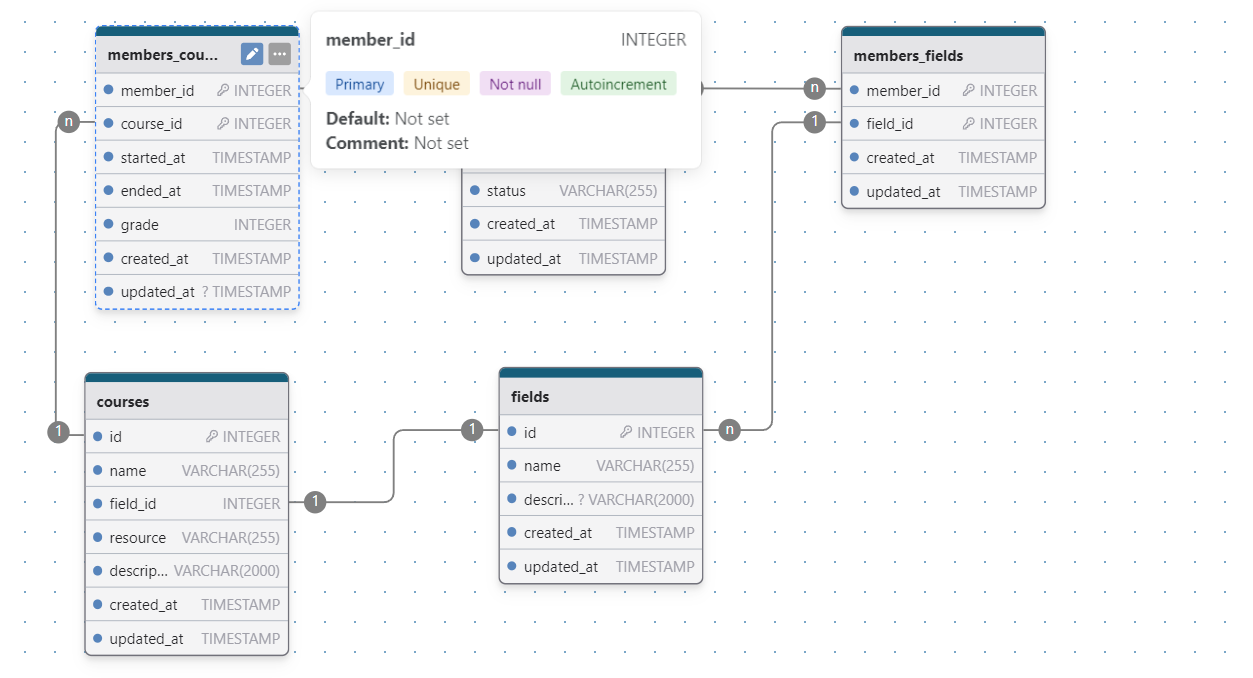 members_cou...
member_id INTEGER
course_id INTEGER
started_at TIMESTAMP
ended_at TIMESTAMP
grade INTEGER
created_at TIMESTAMP
updated_at ? TIMESTAMP
member_id INTEGER
Primary Unique Not null Autoincrement
Default: Not set
Comment: Not set
status VARCHAR(255)
created_at TIMESTAMP
updated_at TIMESTAMP
members_fields
member_id INTEGER
field_id INTEGER
created_at TIMESTAMP
updated_at TIMESTAMP
n
n
1
courses
id INTEGER
name VARCHAR(255)
field_id INTEGER
resource VARCHAR(255)
descrip... VARCHAR(2000)
created_at TIMESTAMP
updated_at TIMESTAMP
1
1
1
n
fields
id INTEGER
name VARCHAR(255)
descri... ? VARCHAR(2000)
created_at TIMESTAMP
updated_at TIMESTAMP